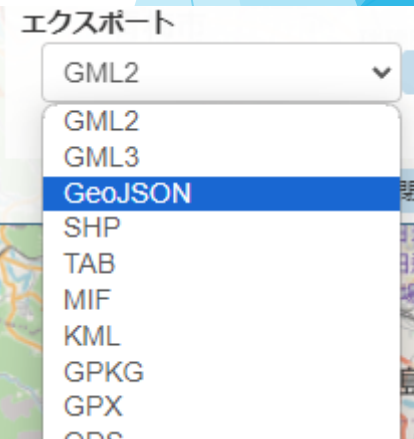 エクスポート
GML2
GML2
GML3
GeoJSON
SHP
TAB
MIF
KML
GPKG
GPX